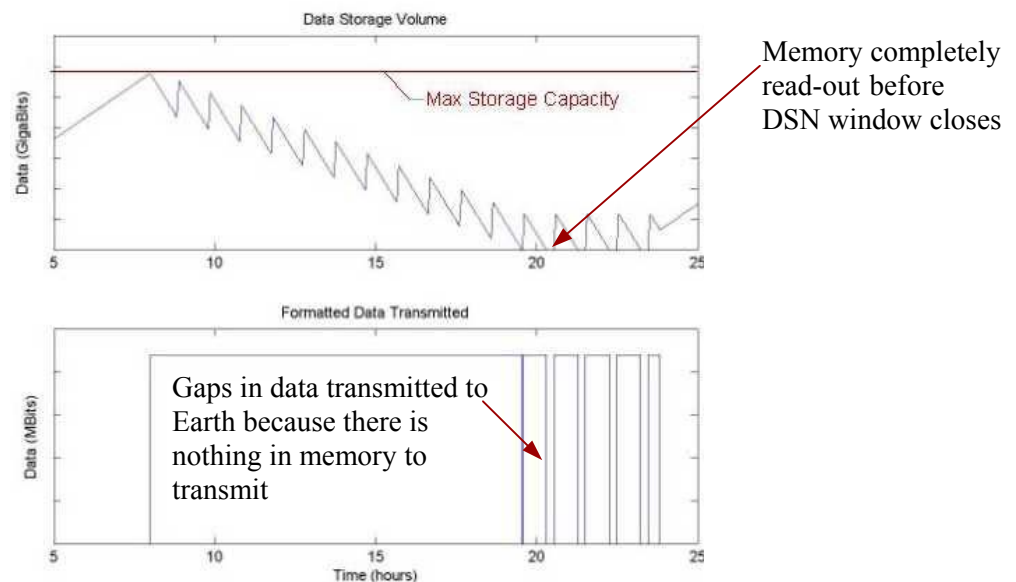 Data Storage Volume
Data (GigaBits)
Max Storage Capacity
Memory completely
read-out before
DSN window closes
5
10
15
20
25
Formatted Data Transmitted
Data (MBits)
Gaps in data transmitted to
Earth because there is
nothing in memory to
transmit
5
10
15
20
25
Time (hours)